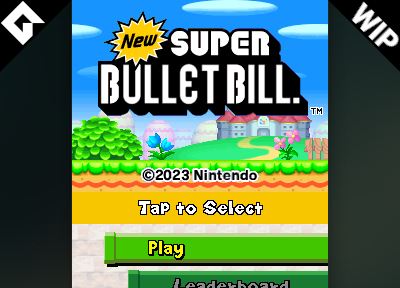 New
SUPER
BULLET BILL.
TM
©2023 Nintendo
Tap to Select
Play
Leaderboard
G
WIP